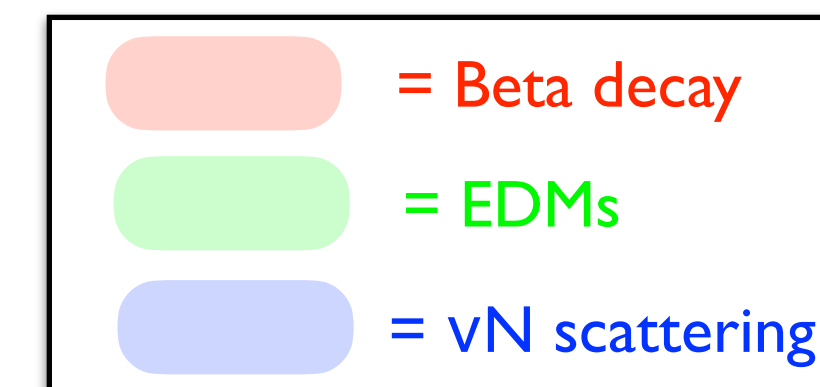 = Beta decay
= EDMs
= νN scattering